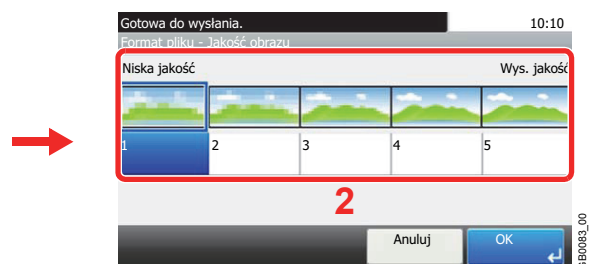 Gotowa do wysłania. 10:10
Format pliku - Jakość obrazu
Niska jakość Wys. jakość
1 2 3 4 5
2
Anuluj OK
GB0083_00